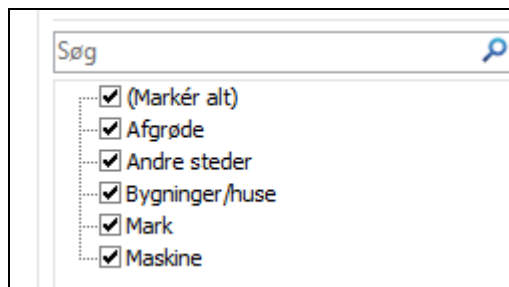 Søg
(Markér alt)
Afgrøde
Andre steder
Bygninger/huse
Mark
Maskine